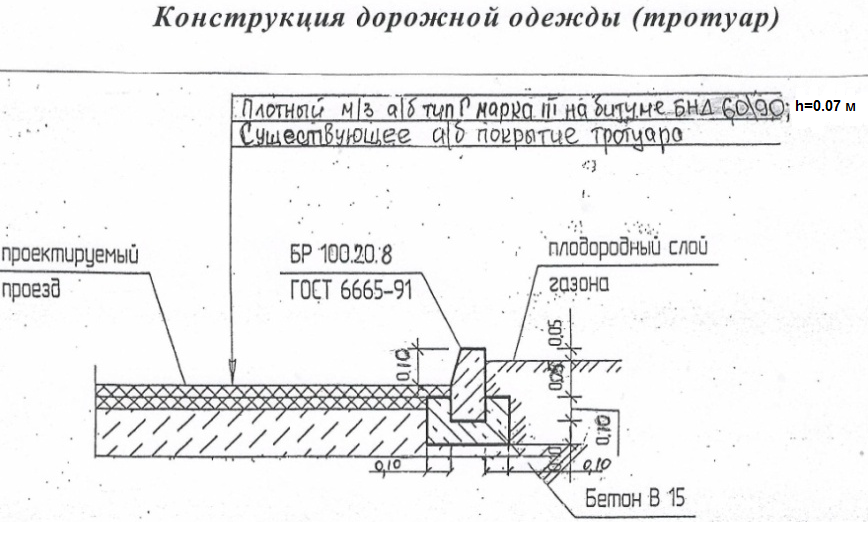 Конструкция дорожной одежды (тротуар)
Плотный м/з а/б тип Г марка III на битуме БНД 60/90; h=0.07 м
Существующее а/б покрытие тротуара
проектируемый
проезд
БР 100.20.8
ГОСТ 6665-91
плодородный слой
газона
0,10
0,05
0,10
0,10
0,10
Бетон В 15